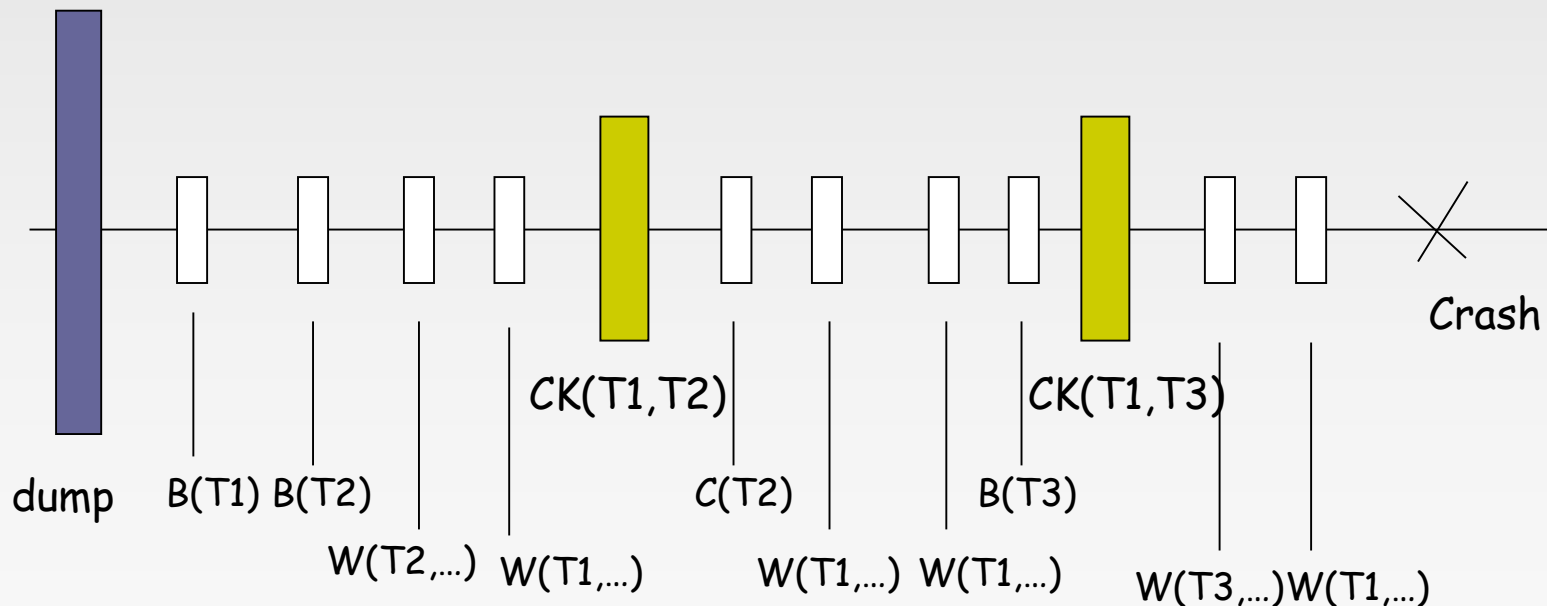 Crash
CK(T1,T2)
CK(T1,T3)
dump
B(T1)
B(T2)
C(T2)
B(T3)
W(T2,...)
W(T1,...)
W(T1,...)
W(T1,...)
W(T3,...)
W(T1,...)